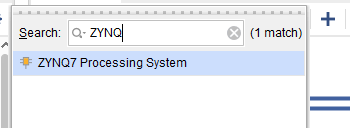 Search: ZYNQ (1 match)
ZYNQ7 Processing System